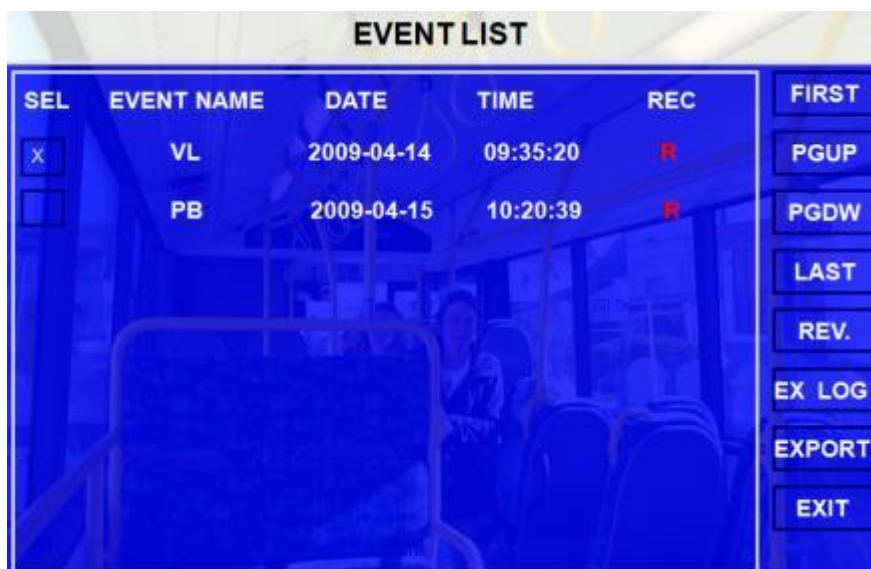 EVENT LIST
SEL EVENT NAME DATE TIME REC
X VL 2009-04-14 09:35:20 R
PB 2009-04-15 10:20:39 R
FIRST
PGUP
PGDW
LAST
REV.
EX LOG
EXPORT
EXIT